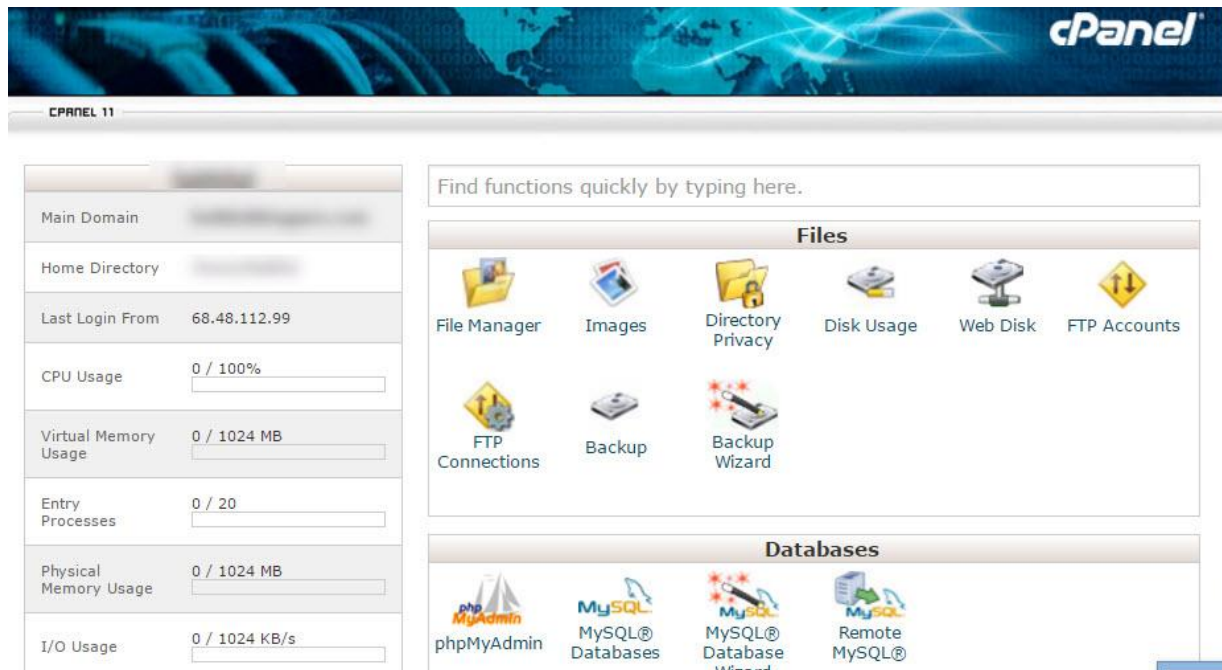 cPanel
CPANEL 11
Main Domain
Home Directory
Last Login From 68.48.112.99
CPU Usage 0 / 100%
Virtual Memory 0 / 1024 MB
Usage
Entry 0 / 20
Processes
Physical 0 / 1024 MB
Memory Usage
I/O Usage 0 / 1024 KB/s
Find functions quickly by typing here.
Files
File Manager Images Directory Disk Usage Web Disk FTP Accounts
Privacy
FTP Backup Backup
Connections Wizard
Databases
php MySQL MySQL MySQL
MyAdmin
phpMyAdmin MySQL® MySQL® Remote
Databases Database MySQL®
Wizard